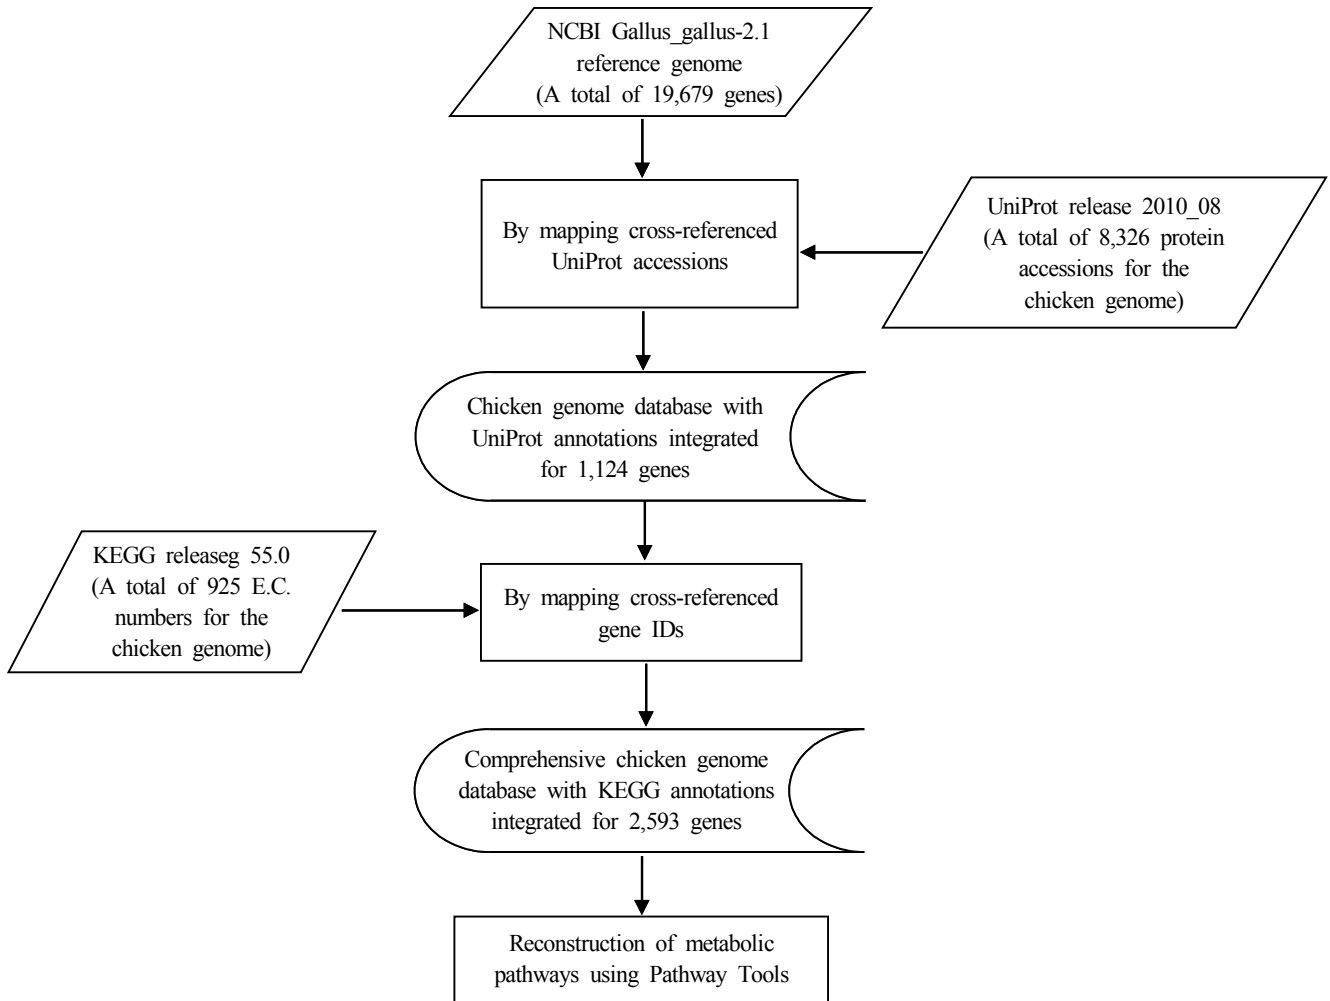 NCBI Gallus_gallus-2.1
reference genome
(A total of 19,679 genes)
By mapping cross-referenced
UniProt accessions
UniProt release 2010_08
(A total of 8,326 protein
accessions for the
chicken genome)
Chicken genome database with
UniProt annotations integrated
for 1,124 genes
KEGG releaseg 55.0
(A total of 925 E.C.
numbers for the
chicken genome)
By mapping cross-referenced
gene IDs
Comprehensive chicken genome
database with KEGG annotations
integrated for 2,593 genes
Reconstruction of metabolic
pathways using Pathway Tools